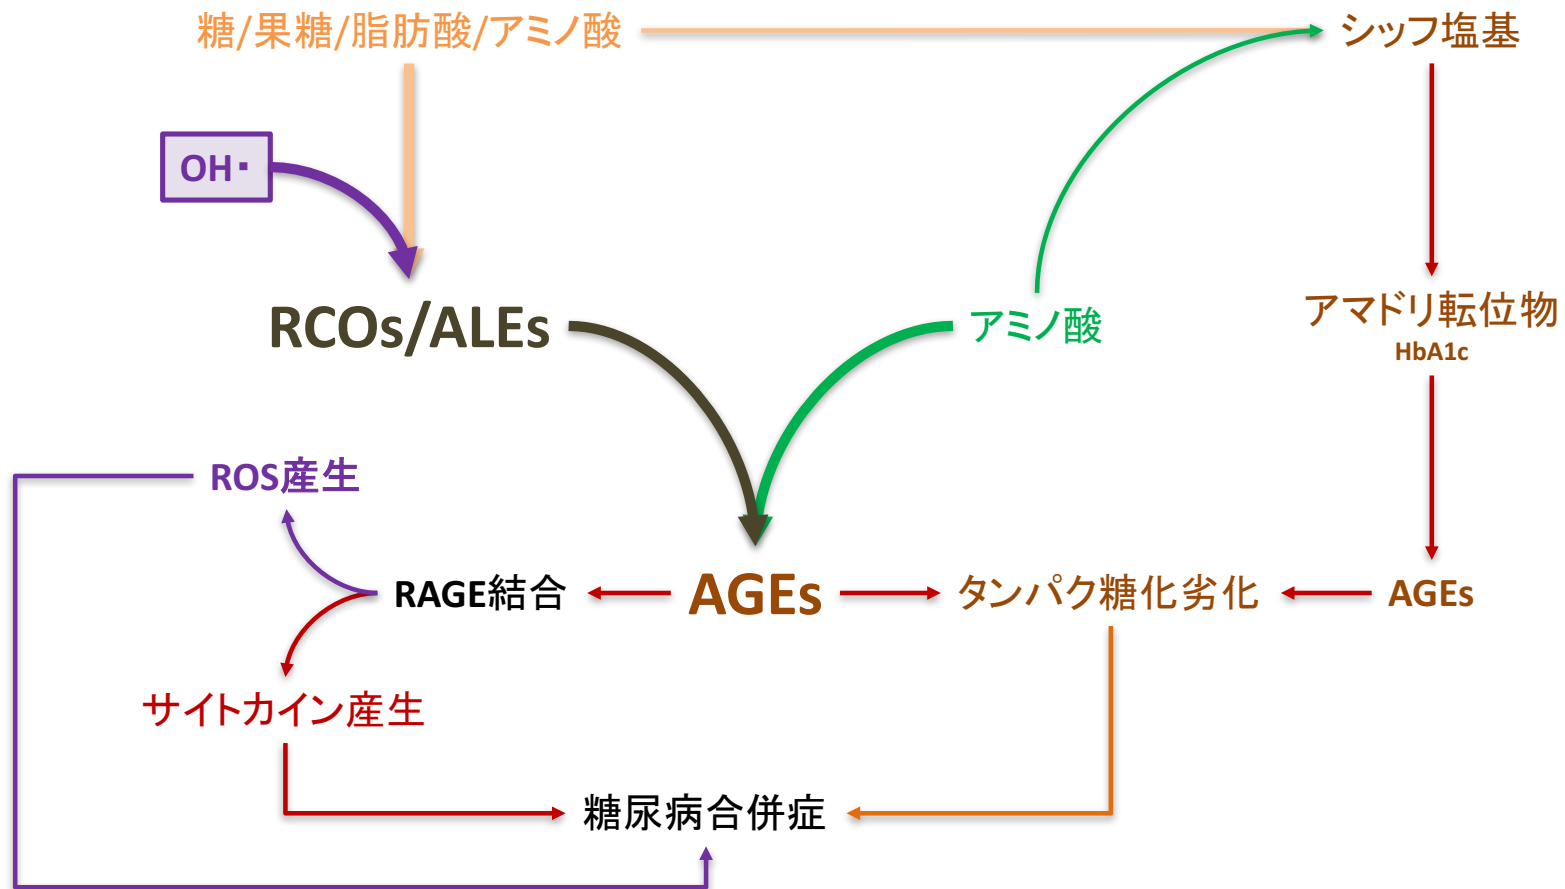 糖/果糖/脂肪酸/アミノ酸
シッフ塩基
OH・
RCOs/ALEs
アミノ酸
アマドリ転位物
HbA1c
ROS産生
RAGE結合
AGEs
タンパク糖化劣化
AGEs
サイトカイン産生
糖尿病合併症